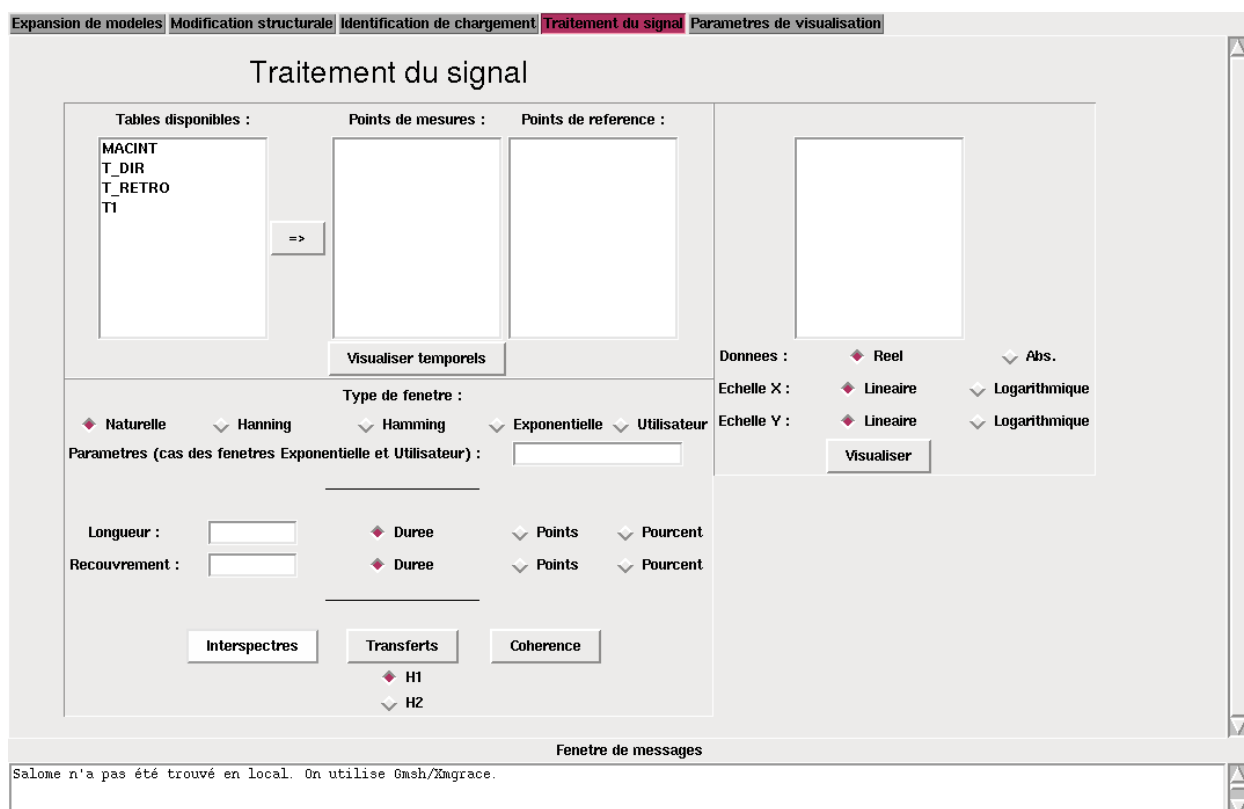 Expansion de modeles Modification structurale Identification de chargement Traitement du signal Parametres de visualisation
Traitement du signal
Tables disponibles :
MACINT
T_DIR
T_RETRO
T1
=>
Points de mesures :
Points de reference :
Visualiser temporels
Type de fenetre :
Naturelle Hanning Hamming Exponentielle Utilisateur
Parametres (cas des fenetres Exponentielle et Utilisateur) :
Longueur : Duree Points Pourcent
Recouvrement : Duree Points Pourcent
Interspectres Transferts Coherence
H1
H2
Donnees : Reel Abs.
Echelle X : Lineaire Logarithmique
Echelle Y : Lineaire Logarithmique
Visualiser
Fenetre de messages
Salome n'a pas été trouvé en local. On utilise Gmsh/Xmgrace.